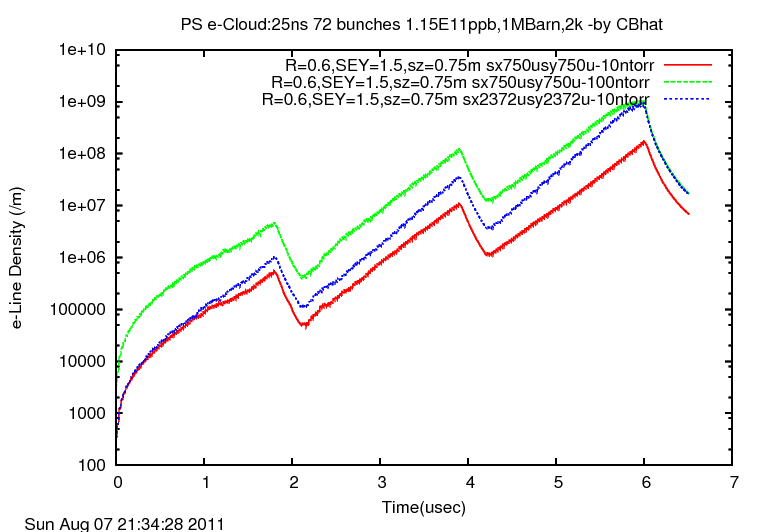 PS e-Cloud:25ns 72 bunches 1.15E11ppb,1MBarn,2k -by CBhat
1e+10
R=0.6,SEY=1.5,sz=0.75m sx750usy750u-10ntorr
R=0.6,SEY=1.5,sz=0.75m sx750usy750u-100ntorr
R=0.6,SEY=1.5,sz=0.75m sx2372usy2372u-10ntorr
1e+09
1e+08
1e+07
1e+06
100000
10000
1000
100
e-Line Density (/m)
0 1 2 3 4 5 6 7
Time(usec)
Sun Aug 07 21:34:28 2011